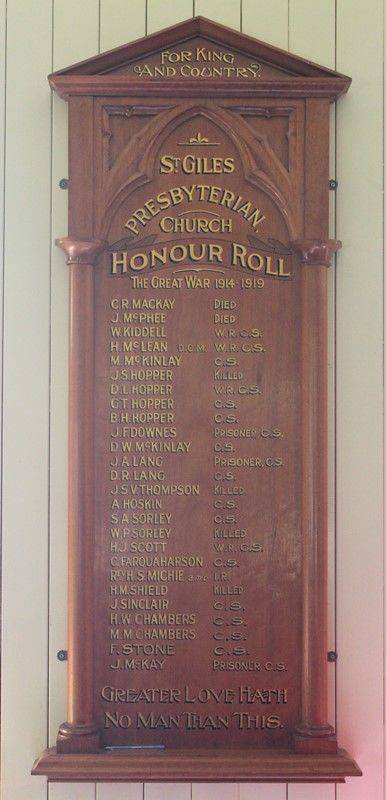 FOR KING
AND COUNTRY.
ST GILES
PRESBYTERIAN
CHURCH
HONOUR ROLL
THE GREAT WAR 1914-1919
C.R. MACKAY DIED
J. McPHEE DIED
W. KIDDELL W.R. C.S.
H. McLEAN D.C.M. W.R. C.S.
M. McKINLAY C.S.
J.S. HOPPER KILLED
D.L. HOPPER W.R. C.S.
C.T. HOPPER C.S.
B.H. HOPPER C.S.
J.F. DOWNES PRISONER, C.S.
D.W. McKINLAY C.S.
J.A. LANG PRISONER, C.S.
D.R. LANG C.S.
J.S.V. THOMPSON KILLED
A. HOSKIN C.S.
S.A. SORLEY C.S.
W.P. SORLEY KILLED
H.J. SCOTT W.R. C.S.
C. FARQUAHARSON C.S.
REV H.S. MICHIE
H.M. SHIELD KILLED
J. SINCLAIR C.S.
H.W. CHAMBERS C.S.
M.M. CHAMBERS C.S.
F. STONE C.S.
J. McKAY PRISONER, C.S.
GREATER LOVE HATH
NO MAN THAN THIS.